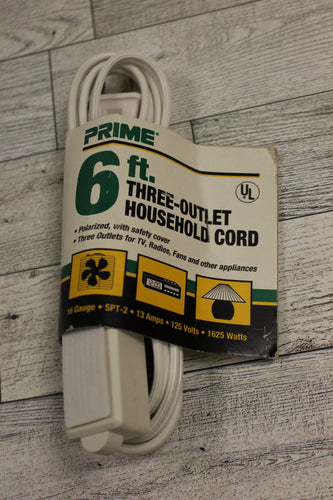 PRIME®
6 ft.
THREE-OUTLET
HOUSEHOLD CORD
UL
• Polarized, with safety cover
• Three Outlets for TV, Radios, Fans and other appliances
16 Gauge • SPT-2 • 13 Amps • 125 Volts • 1625 Watts